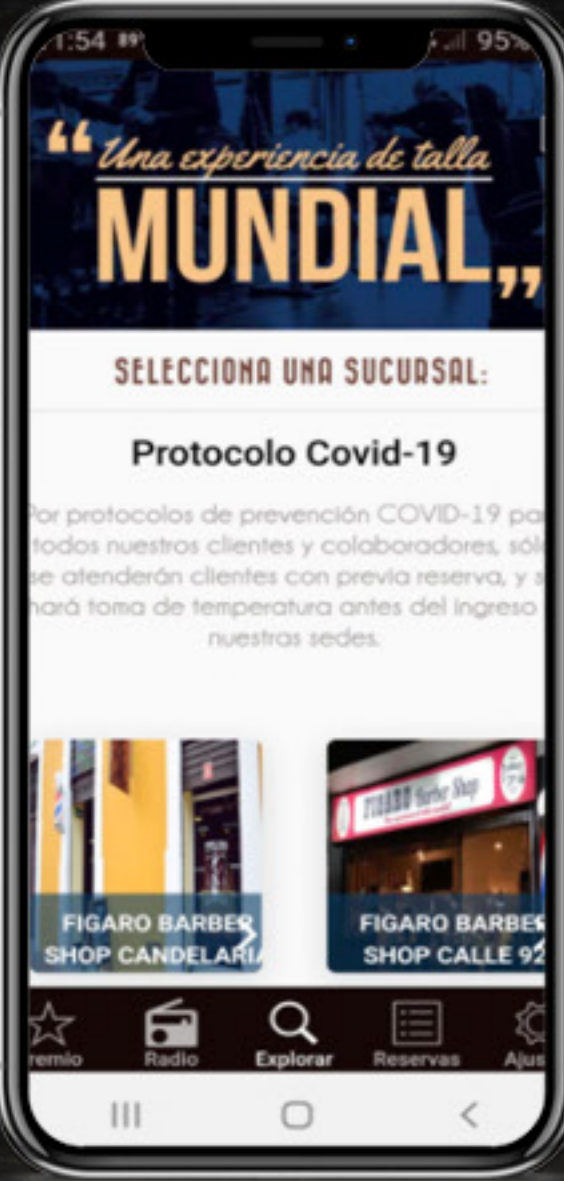 1:54
95%
“Una experiencia de talla
MUNDIAL„
SELECCIONA UNA SUCURSAL:
Protocolo Covid-19
Por protocolos de prevención COVID-19 pa
todos nuestros clientes y colaboradores, sól
se atenderán clientes con previa reserva, y s
hará toma de temperatura antes del ingreso
nuestras sedes.
FIGARO Barber Shop
FIGARO BARBER
SHOP CANDELARIA
FIGARO BARBE
SHOP CALLE 92
remio
Radio
Explorar
Reservas
Ajus